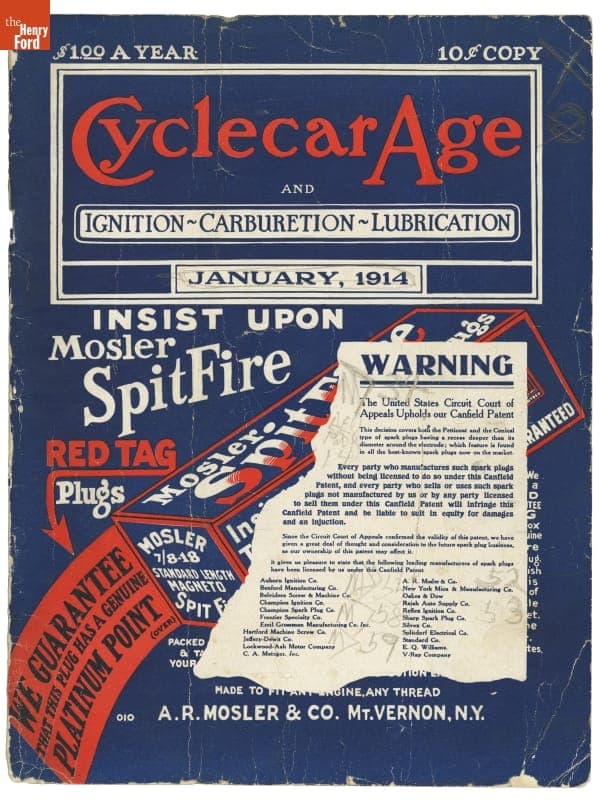 the
Henry
Ford
$1.00 A YEAR
10¢ COPY
CyclecarAge
AND
IGNITION~CARBURETION~LUBRICATION
JANUARY, 1914
INSIST UPON
Mosler
SpitFire
RED TAG
Plugs
Mosler
Spit Fire
Plugs
GUARANTEED
MOSLER
7/8-18
STANDARD LENGTH
MAGNETO
SPIT F
WE GUARANTEE
THAT THIS PLUG HAS A GENUINE
PLATINUM POINT
(OVER)
WARNING
The United States Circuit Court of
Appeals Upholds our Canfield Patent
This decision covers both the Petticoat and the Conical
type of spark plugs having a recess deeper than its
diameter around the electrode; which feature is found
in all the best-known spark plugs now on the market.
Every party who manufactures such spark plugs
without being licensed to do so under this Canfield
Patent, and every party who sells or uses such spark
plugs not manufactured by us or by any party licensed
to sell them under this Canfield Patent will infringe this
Canfield Patent and be liable to suit in equity for damages
and an injunction.
Since the Circuit Court of Appeals confirmed the validity of this patent, we have
given a great deal of thought and consideration to the future spark plug business,
as our ownership of this patent may affect it.
It gives us pleasure to state that the following leading manufacturers of spark plugs
have been licensed by us under this Canfield Patent
Auburn Ignition Co.
Benford Manufacturing Co.
Belvidere Screw & Machine Co.
Champion Ignition Co.
Champion Spark Plug Co.
Frontier Specialty Co.
Emil Grossman Manufacturing Co. Inc.
Hartford Machine Screw Co.
Jeffery-Dewitt Co.
Lockwood-Ash Motor Company
C. A. Mezger, Inc.
A. R. Mosler & Co.
New York Mica & Manufacturing Co.
Oakes & Dow
Rajah Auto Supply Co.
Reflex Ignition Co.
Sharp Spark Plug Co.
Silvex Co.
Splitdorf Electrical Co.
Standard Co.
E. Q. Williams.
V-Ray Company
52
58
53
59
PACKED
& TA
YOUR
MADE TO FIT ANY ENGINE, ANY THREAD
010 A.R. MOSLER & CO. MT. VERNON, N.Y.